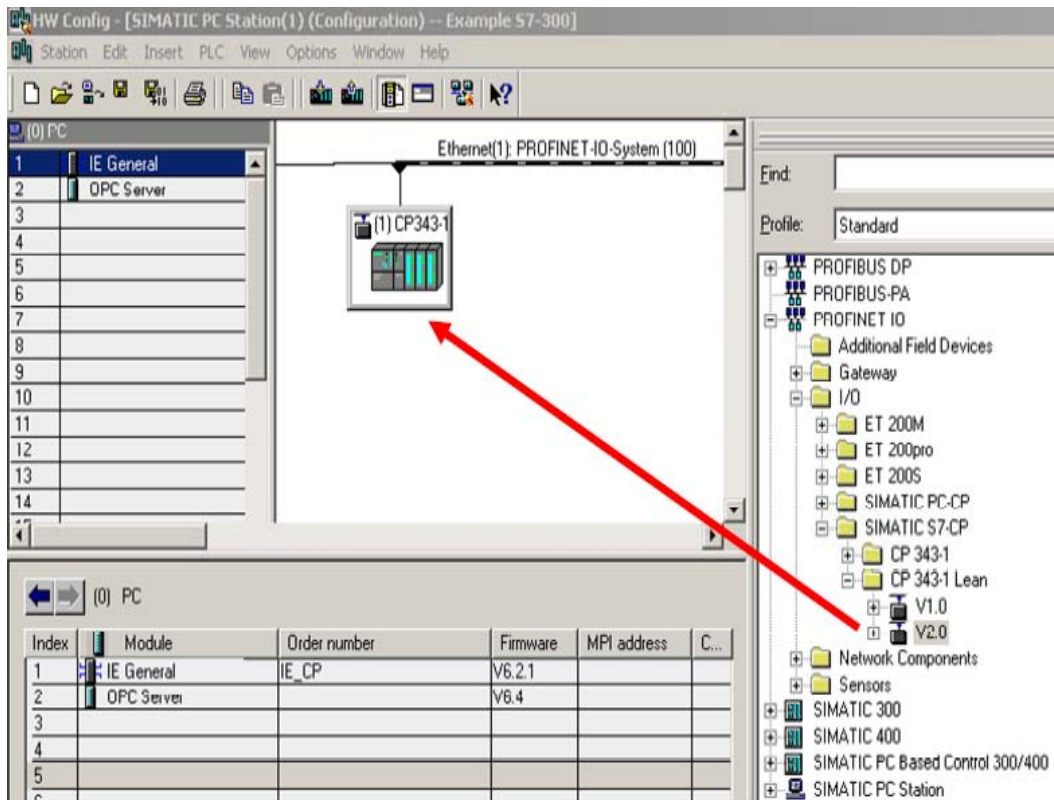 HW Config - [SIMATIC PC Station(1) (Configuration) -- Example S7-300]
Station Edit Insert PLC View Options Window Help
(0) PC
1 IE General
2 OPC Server
3
4
5
6
7
8
9
10
11
12
13
14
Ethernet(1): PROFINET-IO-System (100)
(1) CP343-1
Find:
Profile: Standard
PROFIBUS DP
PROFIBUS-PA
PROFINET IO
Additional Field Devices
Gateway
I/O
ET 200M
ET 200pro
ET 200S
SIMATIC PC-CP
SIMATIC S7-CP
CP 343-1
CP 343-1 Lean
V1.0
V2.0
Network Components
Sensors
SIMATIC 300
SIMATIC 400
SIMATIC PC Based Control 300/400
SIMATIC PC Station
(0) PC
Index Module Order number Firmware MPI address C...
1 IE General IE_CP V6.2.1
2 OPC Server V6.4
3
4
5